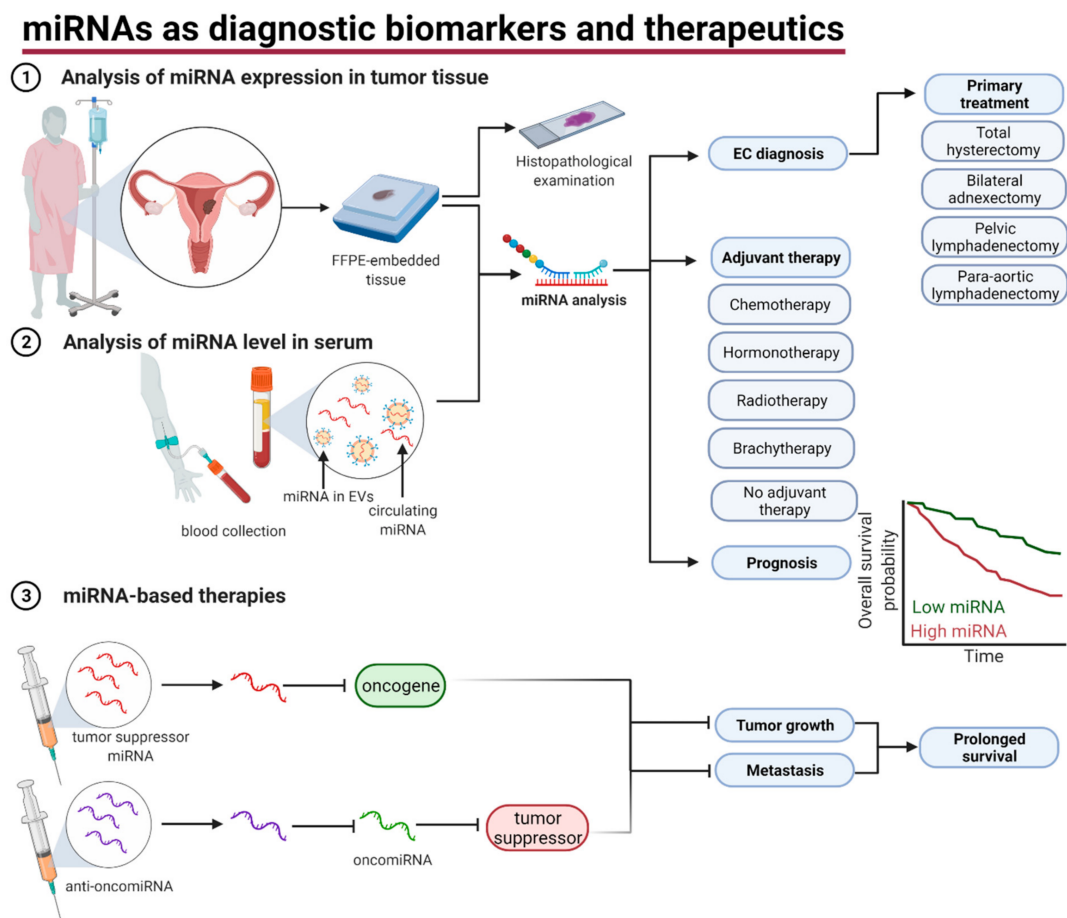 miRNAs as diagnostic biomarkers and therapeutics
1 Analysis of miRNA expression in tumor tissue
Histopathological
examination
FFPE-embedded
tissue
miRNA analysis
EC diagnosis
Primary
treatment
Total
hysterectomy
Bilateral
adnexectomy
Pelvic
lymphadenectomy
Para-aortic
lymphadenectomy
Adjuvant therapy
Chemotherapy
Hormonotherapy
Radiotherapy
Brachytherapy
No adjuvant
therapy
Prognosis
Overall survival
probability
Low miRNA
High miRNA
Time
2 Analysis of miRNA level in serum
miRNA in EVs
circulating
miRNA
blood collection
3 miRNA-based therapies
tumor suppressor
miRNA
oncogene
anti-oncomiRNA
oncomiRNA
tumor
suppressor
Tumor growth
Metastasis
Prolonged
survival